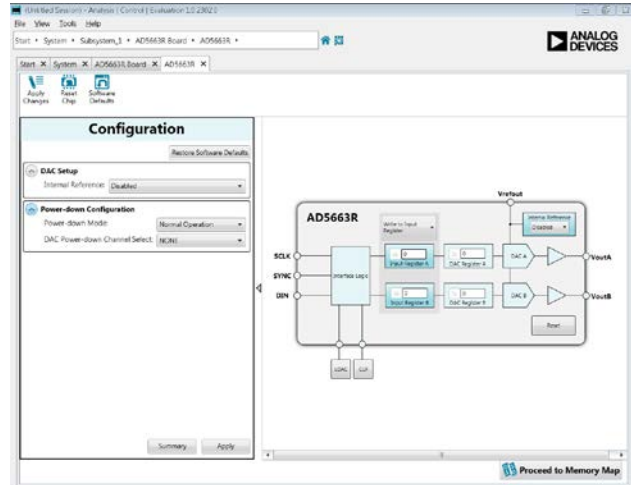 (Untitled Session) - Analysis | Control | Evaluation 1.0.2302.0
File View Tools Help
Start • System • Subsystem_1 • AD5663R Board • AD5663R •
ANALOG
DEVICES
Start X System X AD5663R Board X AD5663R X
Apply
Changes
Reset
Chip
Software
Defaults
Configuration
Restore Software Defaults
DAC Setup
Internal Reference: Disabled
Power-down Configuration
Power-down Mode: Normal Operation
DAC Power-down Channel Select: NONE
Summary
Apply
Vrefout
AD5663R
Write to Input
Register
Internal Reference
Disabled
SCLK
SYNC
DIN
Interface Logic
0
Input Register A
0
DAC Register A
DAC A
VoutA
Input Register B
0
DAC Register B
DAC B
VoutB
Reset
LDAC
CLR
Proceed to Memory Map